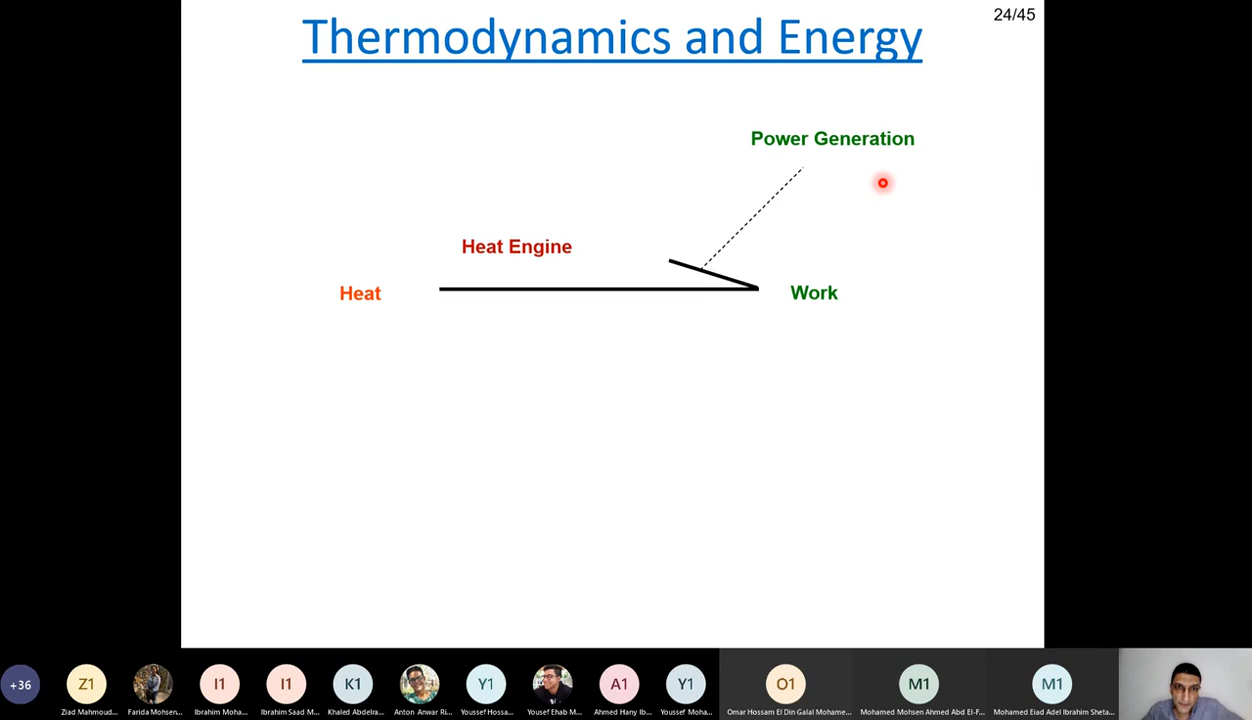 24/45
Thermodynamics and Energy
Power Generation
Heat Engine
Heat
Work
+36
Z1
I1
I1
K1
Y1
A1
Y1
O1
M1
M1
Ziad Mahmoud...
Farida Mohsen...
Ibrahim Moha...
Ibrahim Saad M...
Khaled Abdelra...
Anton Anwar Ri...
Youssef Hossa...
Yousef Ehab M...
Ahmed Hany Ib...
Youssef Moha...
Omar Hossam El Din Galal Mohame...
Mohamed Mohsen Ahmed Abd El-F...
Mohamed Eiad Adel Ibrahim Sheta...